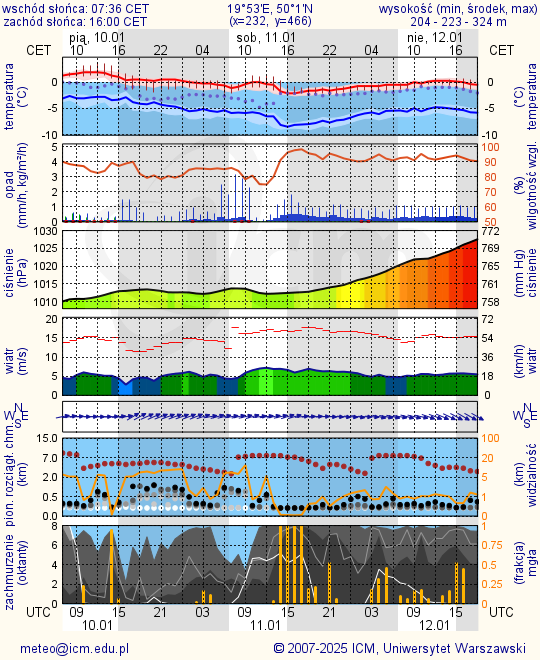 wschód słońca: 07:36 CET 19°53'E, 50°1'N wysokość (min, środek, max)
zachód słońca: 16:00 CET (x=232, y=466) 204 - 223 - 324 m
pią, 10.01 sob, 11.01 nie, 12.01
CET 10 16 22 04 10 16 22 04 10 16 CET
temperatura (°C)
10 5 0 -5 -10
10 5 0 -5 -10
(°C) temperatura
opad (mm/h, kg/m²/h)
5 4 3 2 1 0
100 90 80 70 60 50
(%) wilgotność wzgl.
ciśnienie (hPa)
1030 1025 1020 1015 1010
772 769 765 761 758
(mm Hg) ciśnienie
wiatr (m/s)
20 15 10 5 0
72 54 36 18 0
(km/h) wiatr
N W E S
N W E S
pion. rozciągł. chm. (km)
15.0 7.0 2.0 0.5 0.0
100 20 5 1 0
(km) widzialność
zachmurzenie (oktanty)
8 6 4 2 0
1 0.75 0.5 0.25 0
(frakcja) mgła
UTC 09 15 21 03 09 15 21 03 09 15 UTC
10.01 11.01 12.01
meteo@icm.edu.pl © 2007-2025 ICM, Uniwersytet Warszawski